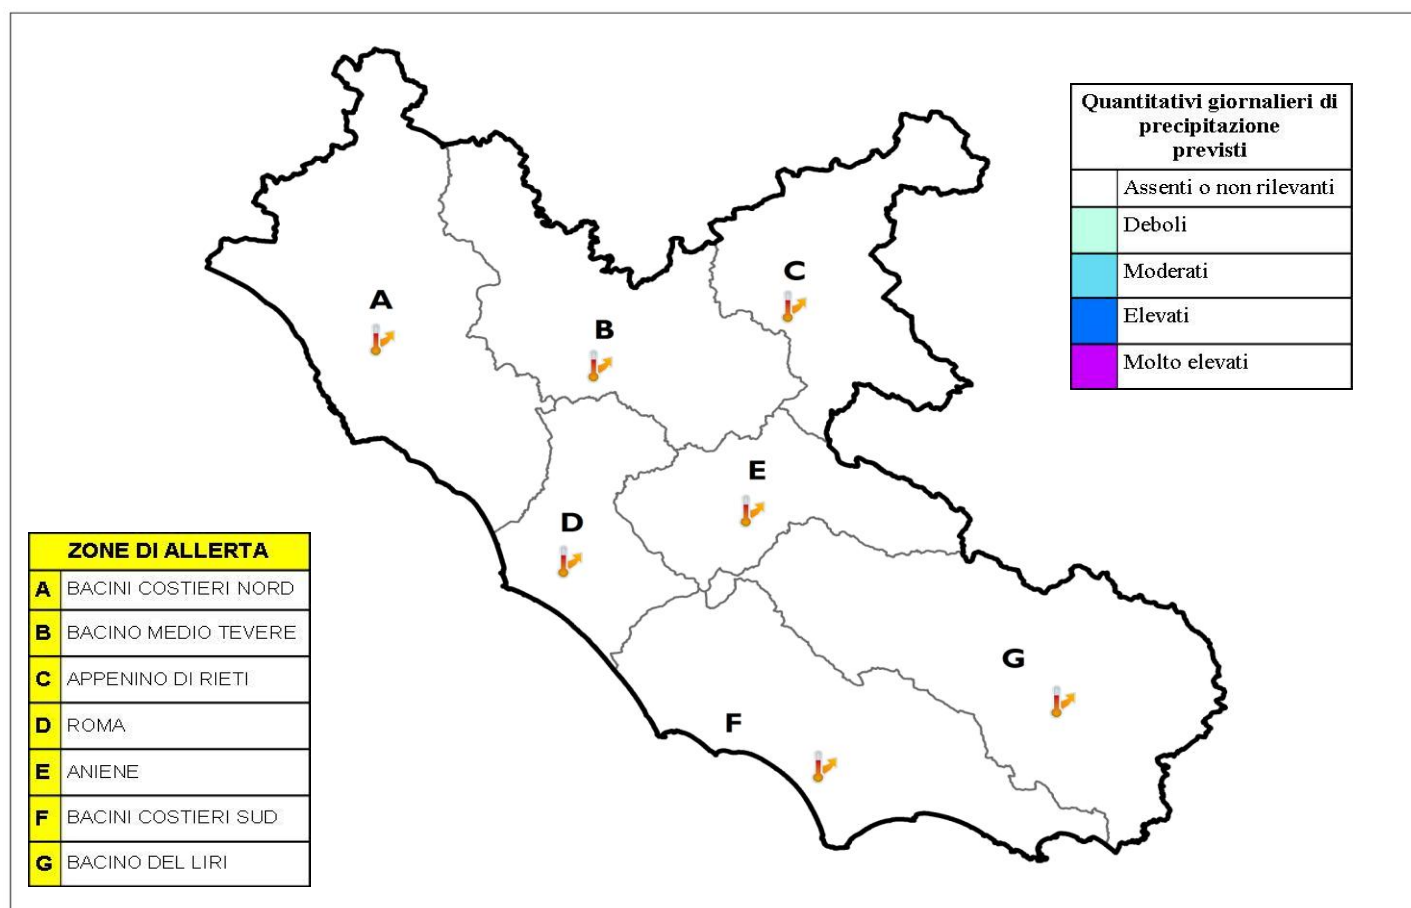 Quantitativi giornalieri di
precipitazione
previsti
Assenti o non rilevanti
Deboli
Moderati
Elevati
Molto elevati
A
B
C
D
E
F
G
ZONE DI ALLERTA
A BACINI COSTIERI NORD
B BACINO MEDIO TEVERE
C APPENINO DI RIETI
D ROMA
E ANIENE
F BACINI COSTIERI SUD
G BACINO DEL LIRI